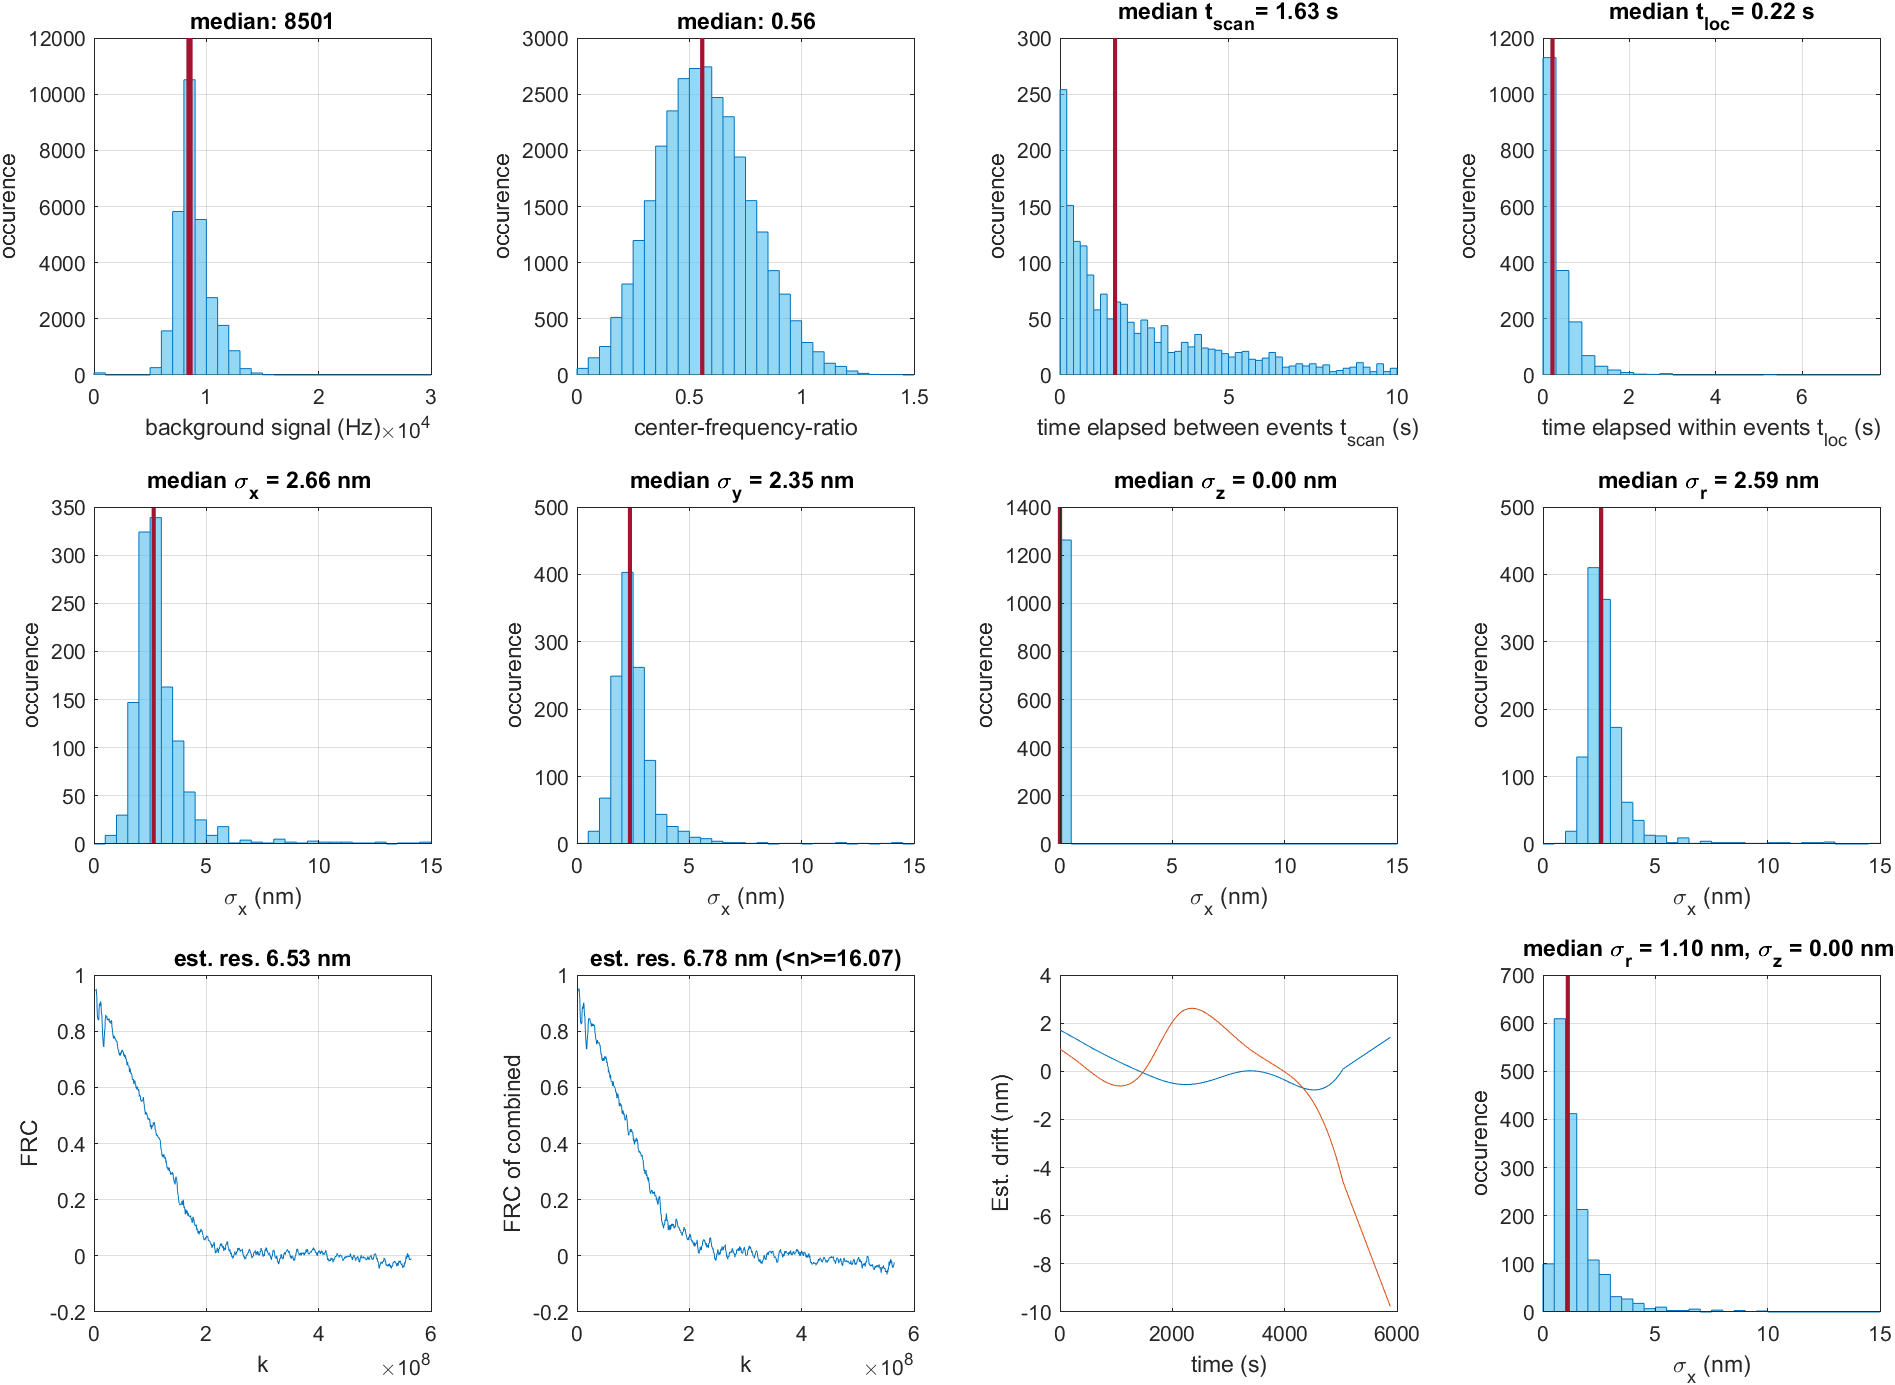 median: 8501
12000
10000
8000
6000
4000
2000
0
occurence
0 1 2 3
background signal (Hz) ×10^4
median: 0.56
3000
2500
2000
1500
1000
500
0
occurence
0 0.5 1 1.5
center-frequency-ratio
median t_scan = 1.63 s
300
250
200
150
100
50
0
occurence
0 5 10
time elapsed between events t_scan (s)
median t_loc = 0.22 s
1200
1000
800
600
400
200
0
occurence
0 2 4 6
time elapsed within events t_loc (s)
median σ_x = 2.66 nm
350
300
250
200
150
100
50
0
occurence
0 5 10 15
σ_x (nm)
median σ_y = 2.35 nm
500
400
300
200
100
0
occurence
0 5 10 15
σ_x (nm)
median σ_z = 0.00 nm
1400
1200
1000
800
600
400
200
0
occurence
0 5 10 15
σ_x (nm)
median σ_r = 2.59 nm
500
400
300
200
100
0
occurence
0 5 10 15
σ_x (nm)
est. res. 6.53 nm
1
0.8
0.6
0.4
0.2
0
-0.2
FRC
0 2 4 6
k ×10^8
est. res. 6.78 nm (<n>=16.07)
1
0.8
0.6
0.4
0.2
0
-0.2
FRC of combined
0 2 4 6
k ×10^8
4
2
0
-2
-4
-6
-8
-10
Est. drift (nm)
0 2000 4000 6000
time (s)
median σ_r = 1.10 nm, σ_z = 0.00 nm
700
600
500
400
300
200
100
0
occurence
0 5 10 15
σ_x (nm)